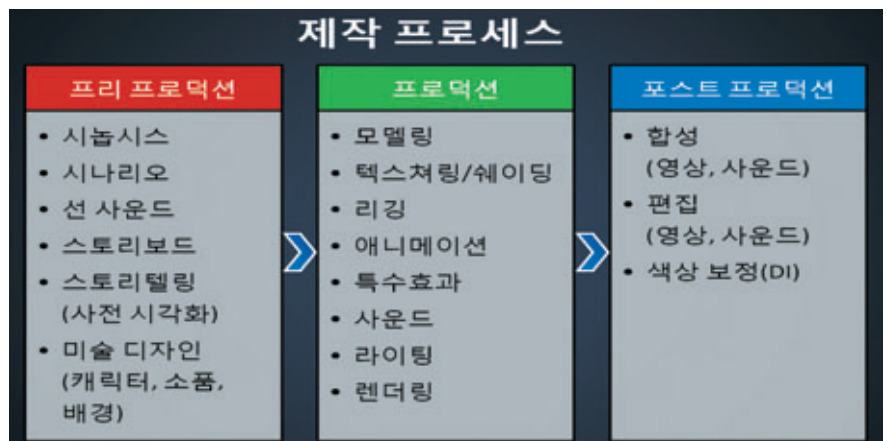 제작 프로세스
프리 프로덕션
• 시놉시스
• 시나리오
• 선 사운드
• 스토리보드
• 스토리텔링
(사전 시각화)
• 미술 디자인
(캐릭터, 소품,
배경)
프로덕션
• 모델링
• 텍스쳐링/쉐이딩
• 리깅
• 애니메이션
• 특수효과
• 사운드
• 라이팅
• 렌더링
포스트 프로덕션
• 합성
(영상, 사운드)
• 편집
(영상, 사운드)
• 색상 보정(DI)